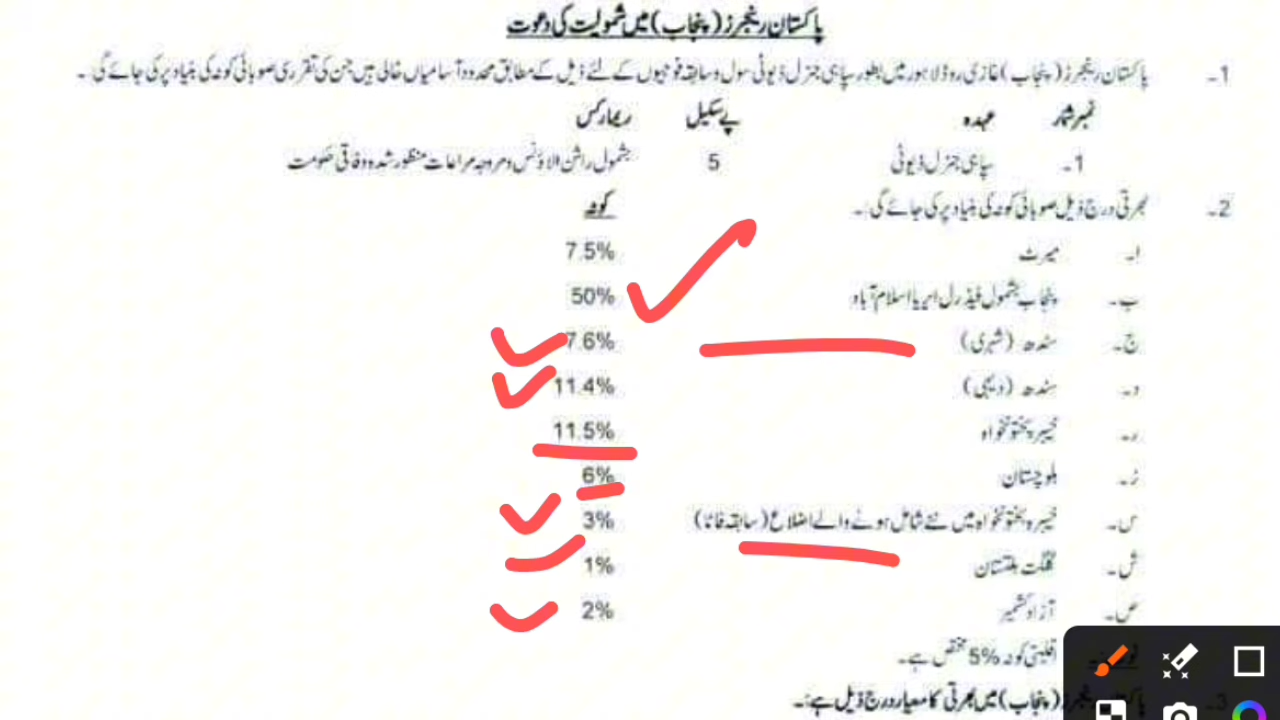 پاکستان رینجرز (پنجاب) میں شمولیت کی دعوت
1۔ پاکستان رینجرز (پنجاب) غازی روڈ لاہور میں بطور سپاہی جنرل ڈیوٹی سول و سابقہ فوجیوں کے لئے ذیل کے مطابق محدود آسامیاں خالی ہیں جن کی تقرری صوبائی کوٹہ کی بنیاد پر کی جائے گی:۔
نمبر شمار عہدہ پے سکیل ریمارکس
1۔ سپاہی جنرل ڈیوٹی 5 بشمول راشن الاؤنس و مروجہ مراعات منظور شدہ وفاقی حکومت
2۔ بھرتی درج ذیل صوبائی کوٹہ کی بنیاد پر کی جائے گی:۔ کوٹہ
ا۔ میرٹ 7.5%
ب۔ پنجاب بشمول فیڈرل ایریا اسلام آباد 50%
ج۔ سندھ (شہری) 7.6%
د۔ سندھ (دیہی) 11.4%
ر۔ خیبر پختونخواہ 11.5%
ز۔ بلوچستان 6%
س۔ خیبر پختونخواہ میں نئے شامل ہونے والے اضلاع (سابقہ فاٹا) 3%
ش۔ گلگت بلتستان 1%
ص۔ آزاد کشمیر 2%
اقلیتی کوٹہ 5% مختص ہے۔
3۔ پاکستان رینجرز (پنجاب) میں بھرتی کا معیار درج ذیل ہے:۔